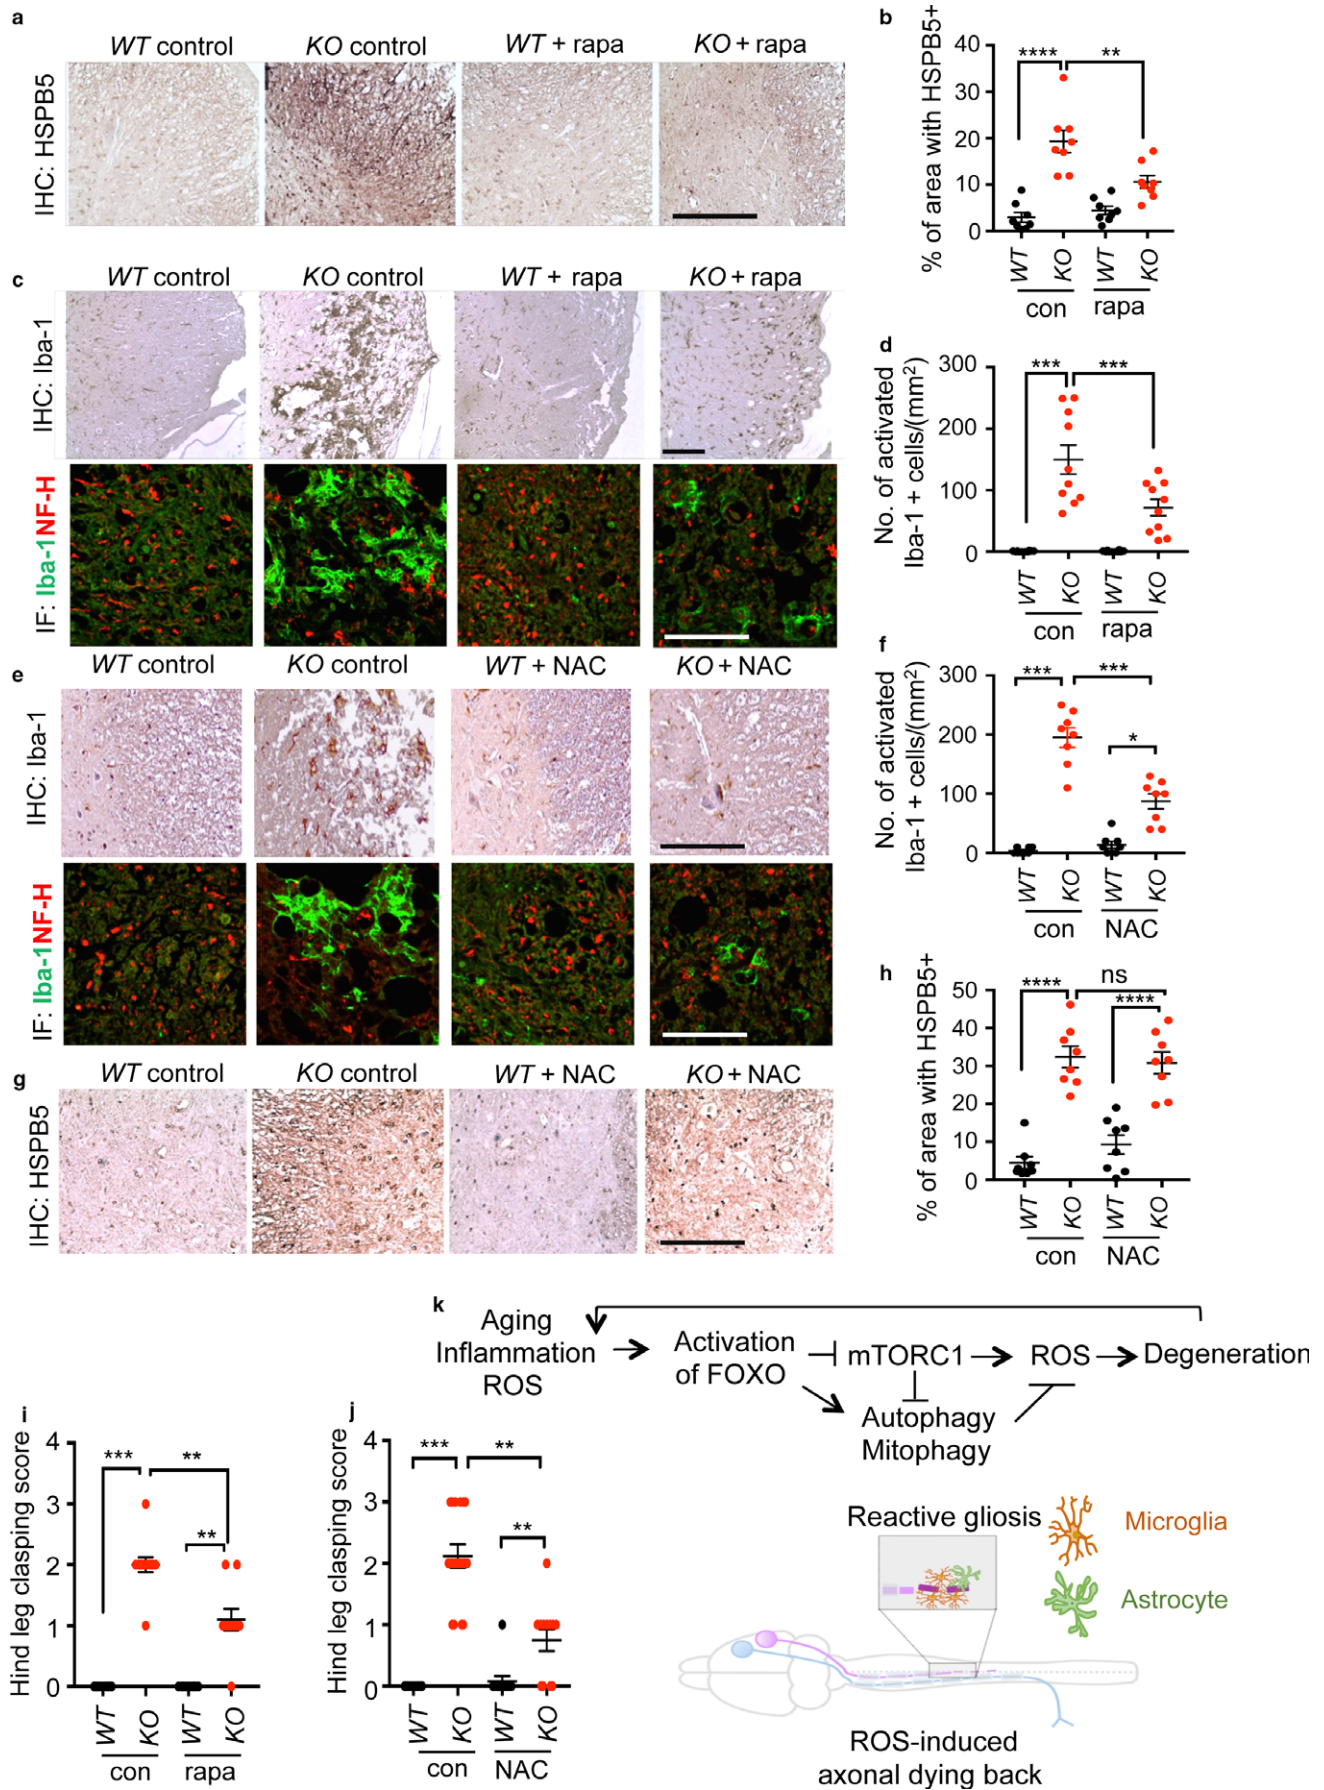 a
WT control KO control WT + rapa KO + rapa
IHC: HSPB5
b
% of area with HSPB5+
40
30
20
10
0
**** **
WT KO WT KO
con rapa
c
WT control KO control WT + rapa KO + rapa
IHC: Iba-1
IF: Iba-1NF-H
d
No. of activated
Iba-1 + cells/(mm²)
300
200
100
0
*** ***
WT KO WT KO
con rapa
e
WT control KO control WT + NAC KO + NAC
IHC: Iba-1
IF: Iba-1NF-H
f
No. of activated
Iba-1 + cells/(mm²)
300
200
100
0
*** ***
*
WT KO WT KO
con NAC
g
WT control KO control WT + NAC KO + NAC
IHC: HSPB5
h
% of area with HSPB5+
50
40
30
20
10
0
**** ns
****
WT KO WT KO
con NAC
i
Hind leg clasping score
4
3
2
1
0
*** **
**
WT KO WT KO
con rapa
j
Hind leg clasping score
4
3
2
1
0
*** **
**
WT KO WT KO
con NAC
k
Aging
Inflammation
ROS
Activation
of FOXO
mTORC1
ROS
Degeneration
Autophagy
Mitophagy
Reactive gliosis
Microglia
Astrocyte
ROS-induced
axonal dying back